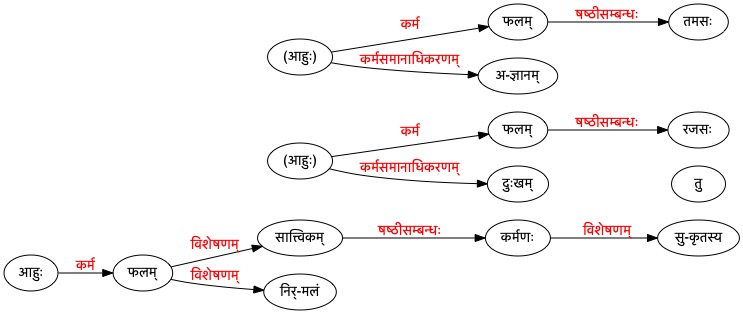 कर्म
फलम्
षष्ठीसम्बन्धः
तमसः
(आहुः)
कर्मसमानाधिकरणम्
अ-ज्ञानम्
कर्म
फलम्
षष्ठीसम्बन्धः
रजसः
(आहुः)
कर्मसमानाधिकरणम्
दुःखम्
तु
आहुः
कर्म
फलम्
विशेषणम्
सात्त्विकम्
षष्ठीसम्बन्धः
कर्मणः
विशेषणम्
सु-कृतस्य
विशेषणम्
निर्-मलं